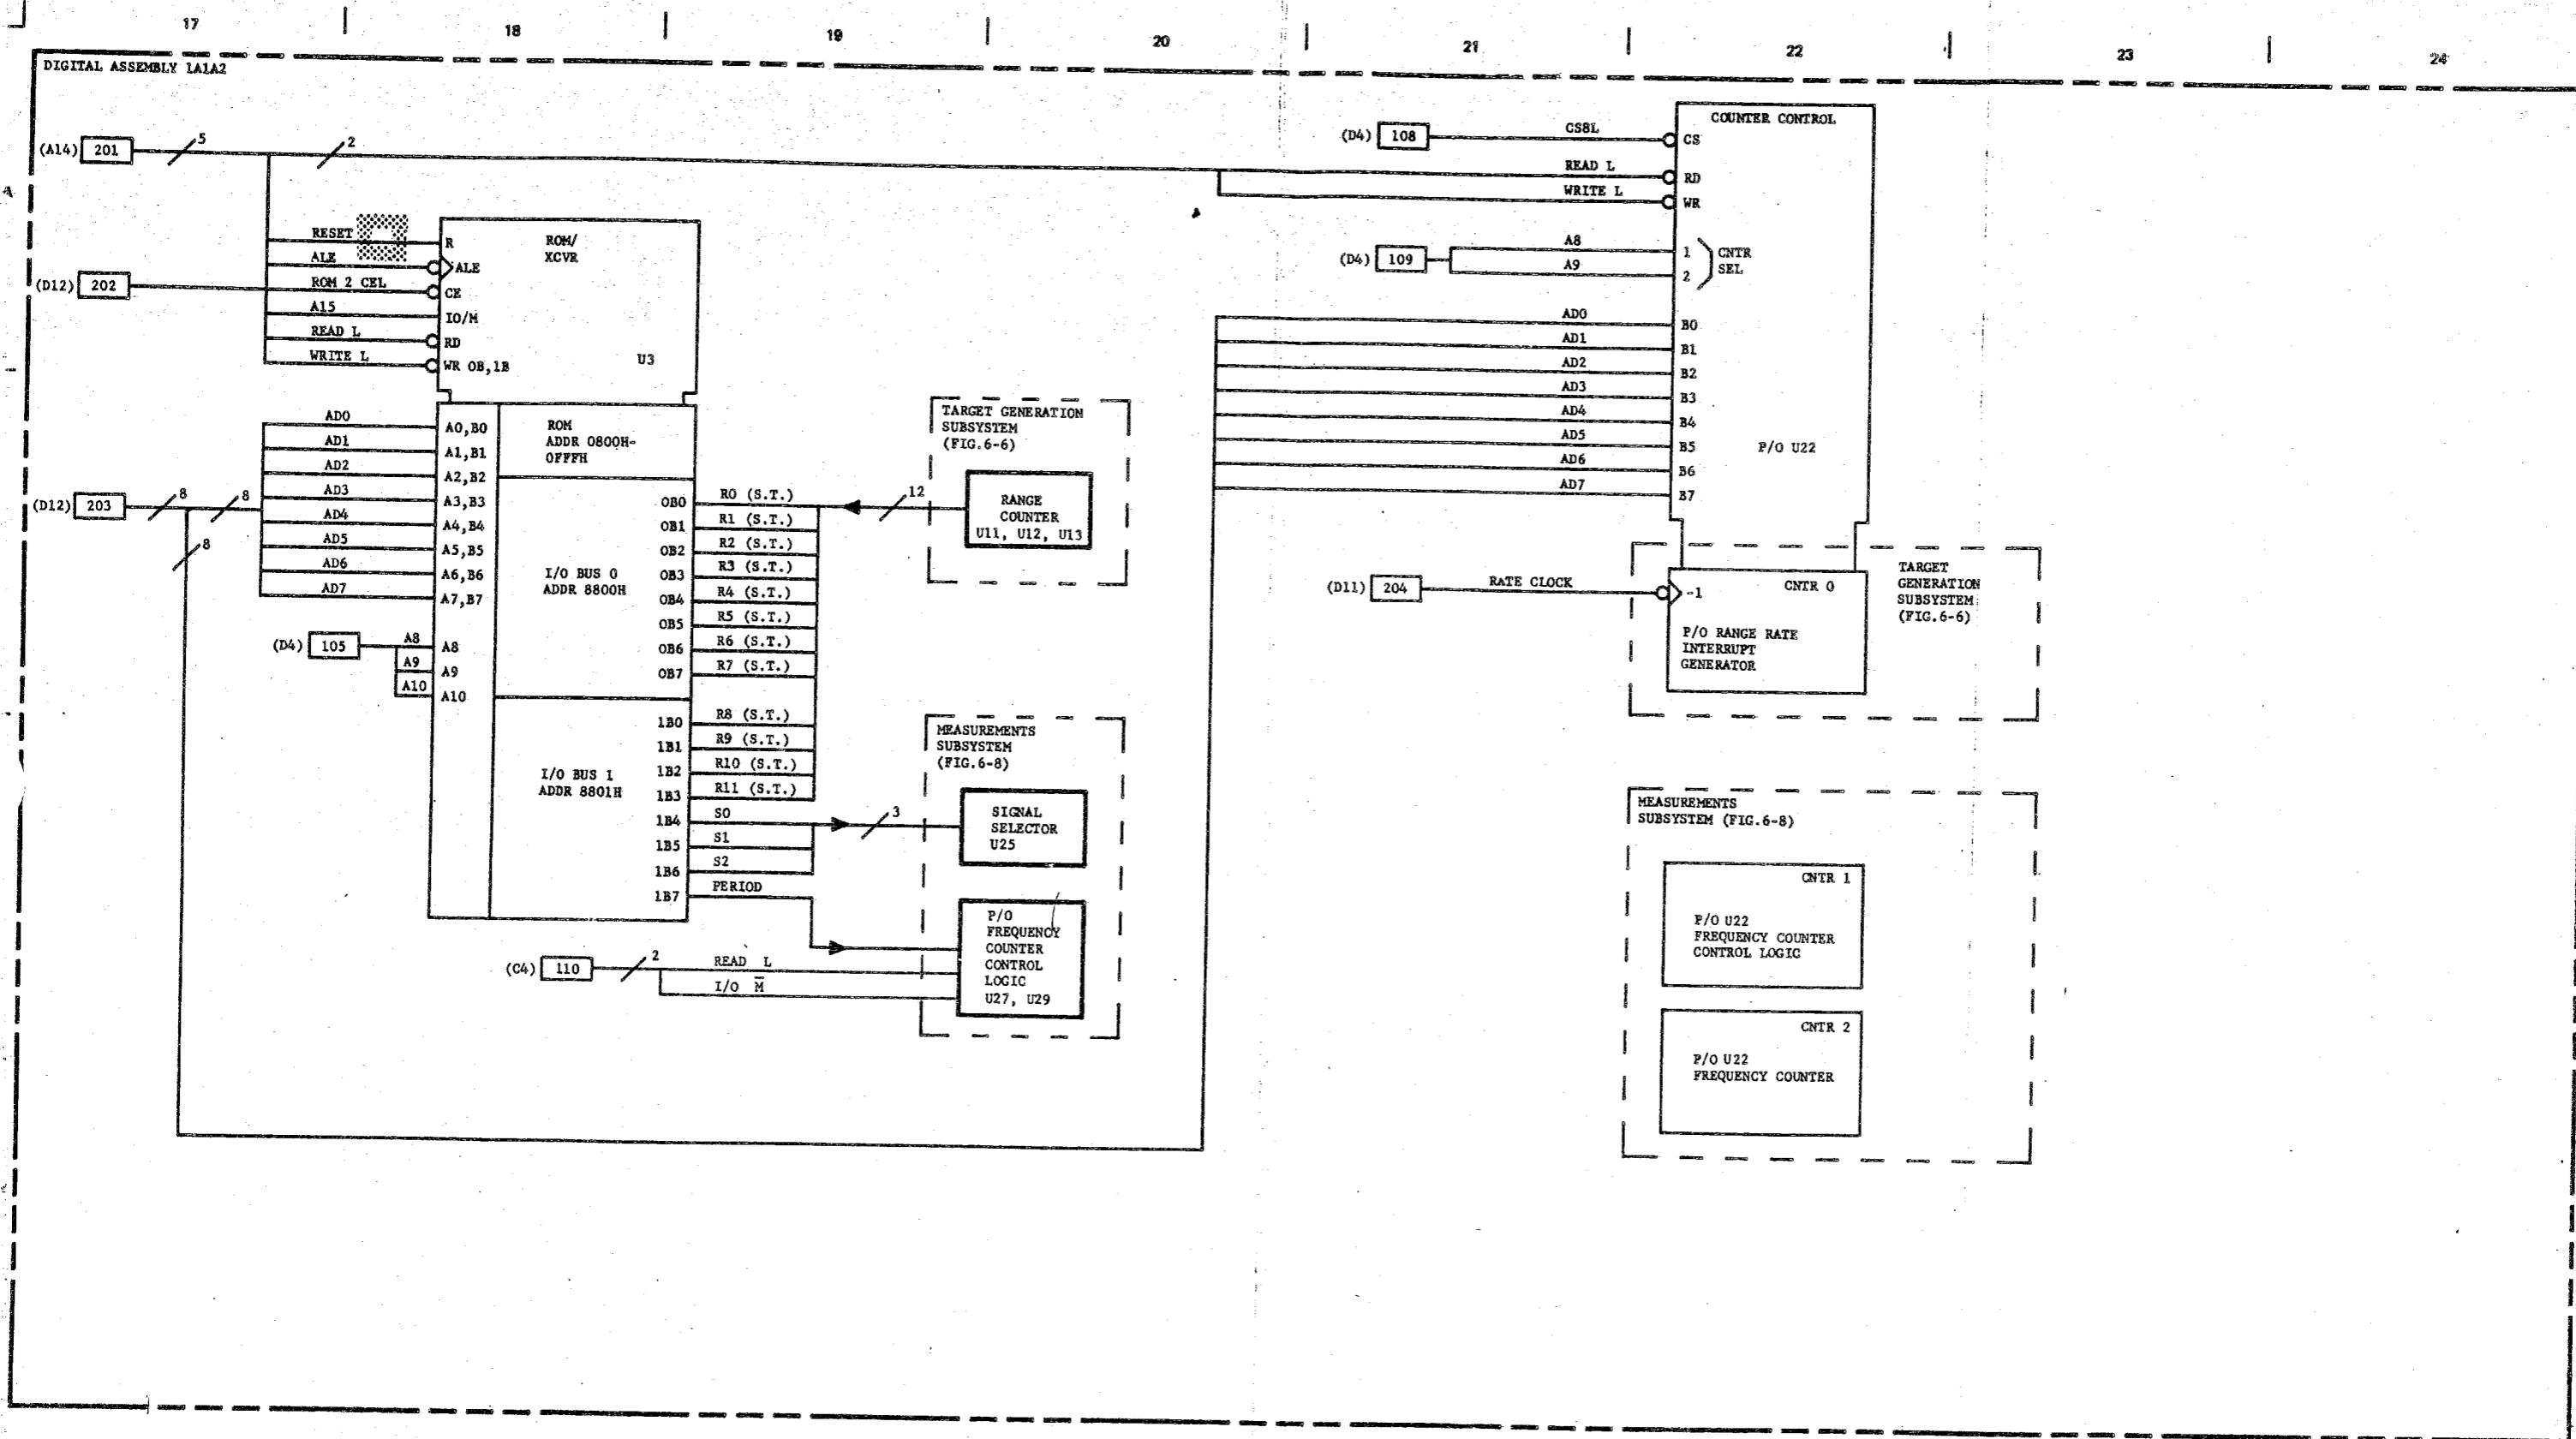 17
18
19
20
21
22
23
24
DIGITAL ASSEMBLY 1A1A2
(A14) 201
5
2
RESET
ALE
(D12) 202
ROM 2 CEL
A15
READ L
WRITE L
R
ALE
CE
IO/M
RD
WR OB,1B
ROM/
XCVR
U3
AD0
AD1
AD2
AD3
AD4
AD5
AD6
AD7
(D12) 203
8
8
8
A0,B0
A1,B1
A2,B2
A3,B3
A4,B4
A5,B5
A6,B6
A7,B7
(D4) 105
A8
A9
A10
A8
A9
A10
ROM
ADDR 0800H-
0FFFH
I/O BUS 0
ADDR 8800H
I/O BUS 1
ADDR 8801H
OB0
OB1
OB2
OB3
OB4
OB5
OB6
OB7
1B0
1B1
1B2
1B3
1B4
1B5
1B6
1B7
R0 (S.T.)
R1 (S.T.)
R2 (S.T.)
R3 (S.T.)
R4 (S.T.)
R5 (S.T.)
R6 (S.T.)
R7 (S.T.)
R8 (S.T.)
R9 (S.T.)
R10 (S.T.)
R11 (S.T.)
S0
S1
S2
PERIOD
12
3
TARGET GENERATION
SUBSYSTEM
(FIG.6-6)
RANGE
COUNTER
U11, U12, U13
MEASUREMENTS
SUBSYSTEM
(FIG.6-8)
SIGNAL
SELECTOR
U25
P/O
FREQUENCY
COUNTER
CONTROL
LOGIC
U27, U29
(C4) 110
2
READ L
I/O M̅
(D4) 108
CS8L
READ L
WRITE L
COUNTER CONTROL
CS
RD
WR
(D4) 109
A8
A9
1
2
CNTR
SEL
AD0
AD1
AD2
AD3
AD4
AD5
AD6
AD7
B0
B1
B2
B3
B4
B5
B6
B7
P/O U22
(D11) 204
RATE CLOCK
-1
CNTR 0
P/O RANGE RATE
INTERRUPT
GENERATOR
TARGET
GENERATION
SUBSYSTEM
(FIG.6-6)
MEASUREMENTS
SUBSYSTEM (FIG.6-8)
CNTR 1
P/O U22
FREQUENCY COUNTER
CONTROL LOGIC
CNTR 2
P/O U22
FREQUENCY COUNTER